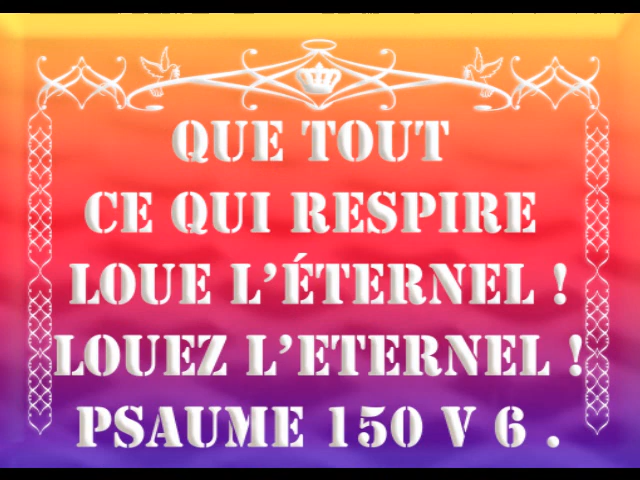 QUE TOUT
CE QUI RESPIRE
LOUE L'ÉTERNEL !
LOUEZ L'ETERNEL !
PSAUME 150 V 6 .